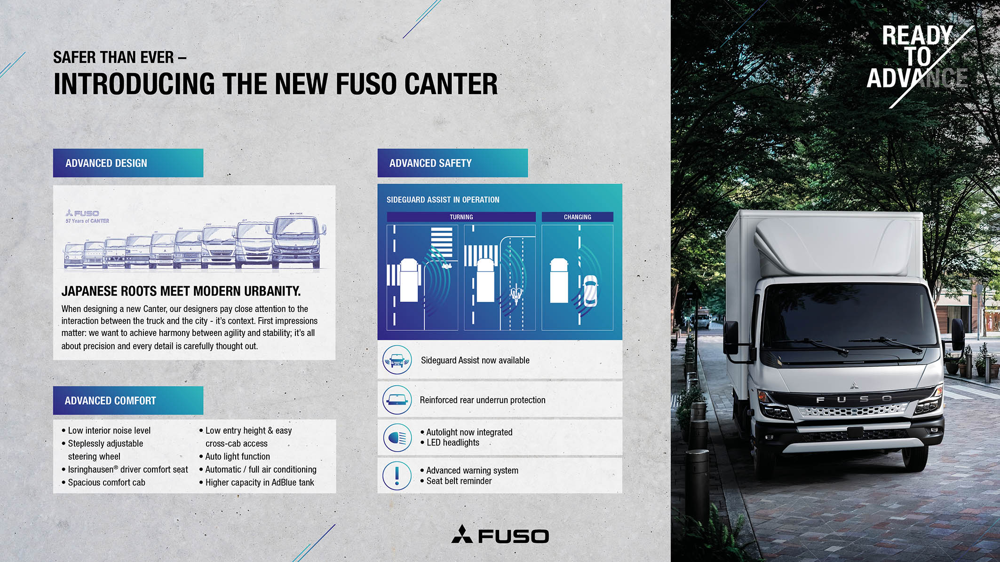 SAFER THAN EVER –
INTRODUCING THE NEW FUSO CANTER
READY
TO
ADVANCE
ADVANCED DESIGN
FUSO
57 Years of CANTER
NEW CANTER
FUSO
JAPANESE ROOTS MEET MODERN URBANITY.
When designing a new Canter, our designers pay close attention to the
interaction between the truck and the city - it’s context. First impressions
matter: we want to achieve harmony between agility and stability; it’s all
about precision and every detail is carefully thought out.
ADVANCED COMFORT
• Low interior noise level
• Steplessly adjustable
steering wheel
• Isringhausen® driver comfort seat
• Spacious comfort cab
• Low entry height & easy
cross-cab access
• Auto light function
• Automatic / full air conditioning
• Higher capacity in AdBlue tank
ADVANCED SAFETY
SIDEGUARD ASSIST IN OPERATION
TURNING
CHANGING
Sideguard Assist now available
Reinforced rear underrun protection
• Autolight now integrated
• LED headlights
• Advanced warning system
• Seat belt reminder
FUSO
FUSO